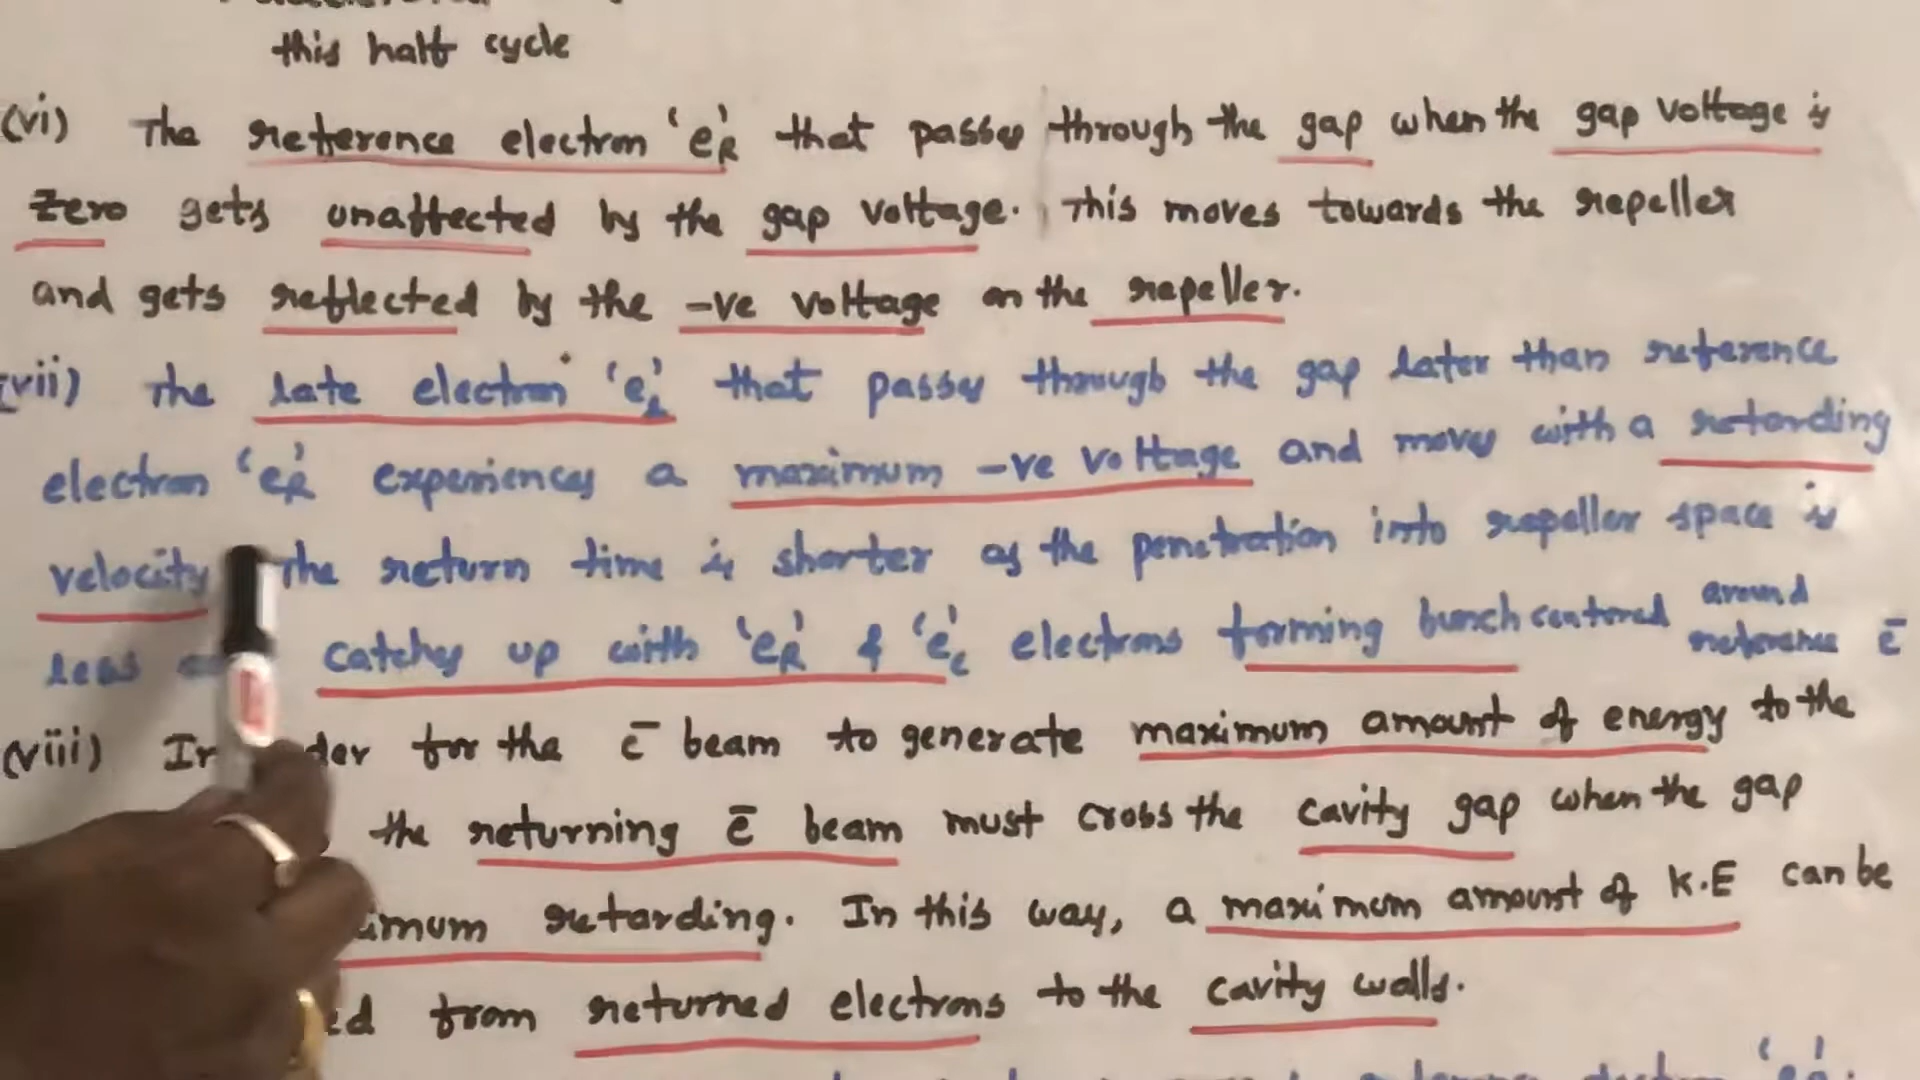 this half cycle
(vi) The reference electron 'eR' that passes through the gap when the gap voltage is
zero gets unaffected by the gap voltage. This moves towards the repeller
and gets reflected by the -ve voltage on the repeller.
(vii) The late electron 'eL' that passes through the gap later than reference
electron 'eR' experiences a maximum -ve voltage and moves with a retarding
velocity The return time is shorter as the penetration into repeller space is
less catches up with 'eR' & 'eL' electrons forming bunch centered around reference e̅
(viii) In der for the e̅ beam to generate maximum amount of energy to the
the returning e̅ beam must cross the cavity gap when the gap
imum retarding. In this way, a maximum amount of K.E can be
ed from returned electrons to the cavity walls.